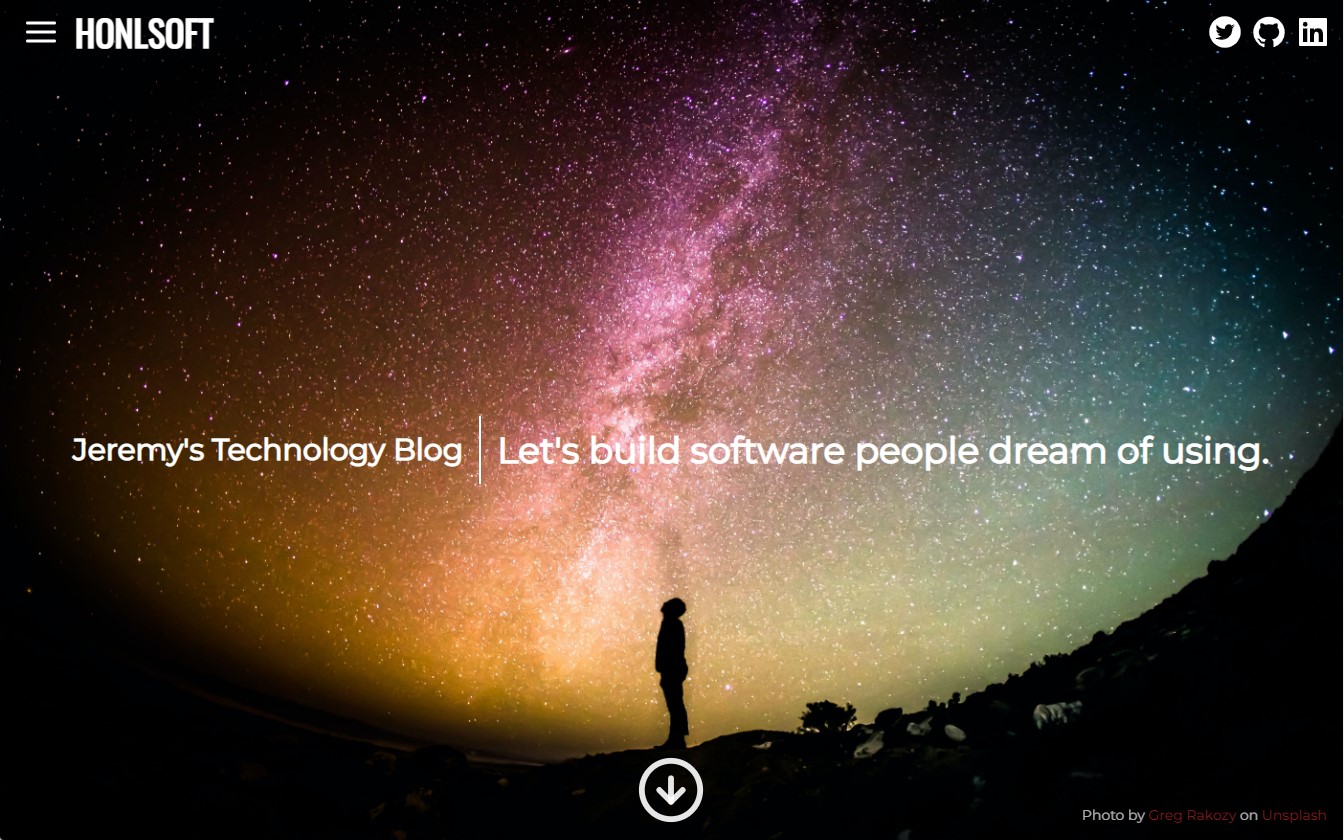 HONLSOFT
Jeremy's Technology Blog
Let's build software people dream of using.
Photo by Greg Rakozy on Unsplash